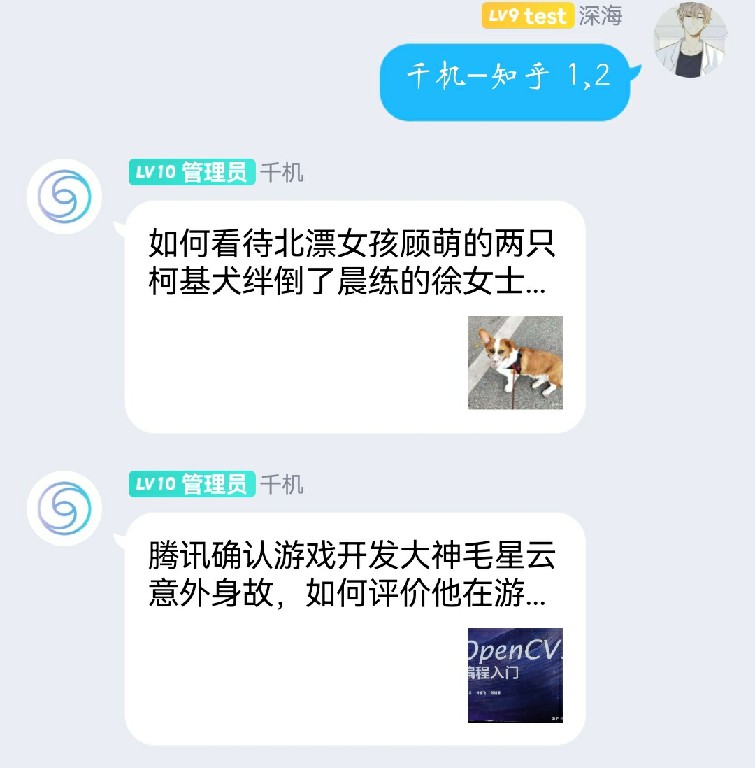 LV9 test 深海
千机-知乎 1,2
LV10 管理员 千机
如何看待北漂女孩顾萌的两只
柯基犬绊倒了晨练的徐女士...
LV10 管理员 千机
腾讯确认游戏开发大神毛星云
意外身故，如何评价他在游...
OpenCV
编程入门